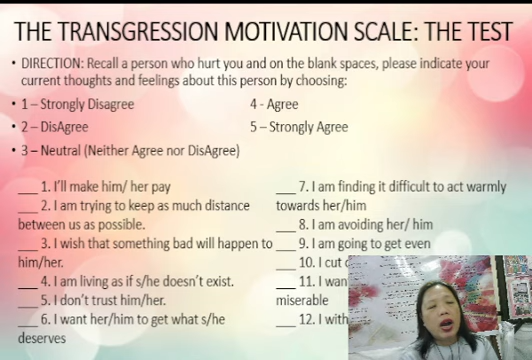 THE TRANSGRESSION MOTIVATION SCALE: THE TEST
• DIRECTION: Recall a person who hurt you and on the blank spaces, please indicate your
current thoughts and feelings about this person by choosing:
• 1 – Strongly Disagree
4 - Agree
• 2 – DisAgree
5 – Strongly Agree
• 3 – Neutral (Neither Agree nor DisAgree)
___ 1. I'll make him/ her pay
___ 2. I am trying to keep as much distance
between us as possible.
___ 3. I wish that something bad will happen to
him/her.
___ 4. I am living as if s/he doesn't exist.
___ 5. I don't trust him/her.
___ 6. I want her/him to get what s/he
deserves
___ 7. I am finding it difficult to act warmly
towards her/him
___ 8. I am avoiding her/ him
___ 9. I am going to get even
___ 10. I cut
___ 11. I wan
miserable
___ 12. I with